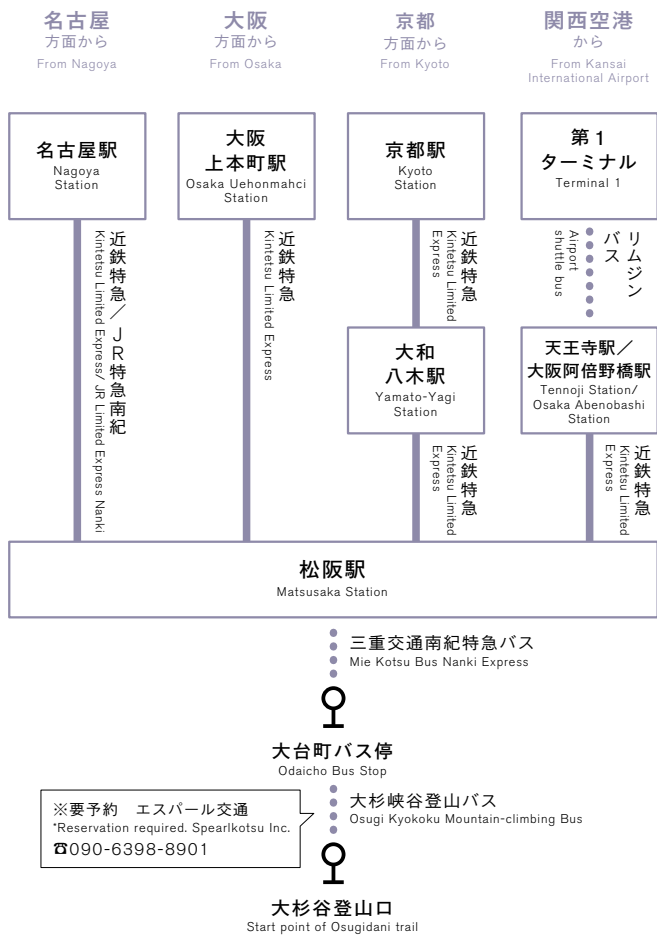 名古屋
方面から
From Nagoya
大阪
方面から
From Osaka
京都
方面から
From Kyoto
関西空港
から
From Kansai
International Airport
名古屋駅
Nagoya
Station
大阪
上本町駅
Osaka Uehonmahci
Station
京都駅
Kyoto
Station
第1
ターミナル
Terminal 1
近鉄特急／JR特急南紀
Kintetsu Limited Express/ JR Limited Express Nanki
近鉄特急
Kintetsu Limited Express
近鉄特急
Kintetsu Limited
Express
リムジン
バス
Airport
shuttle bus
大和
八木駅
Yamato-Yagi
Station
天王寺駅／
大阪阿倍野橋駅
Tennoji Station/
Osaka Abenobashi
Station
近鉄特急
Kintetsu Limited
Express
近鉄特急
Kintetsu Limited
Express
松阪駅
Matsusaka Station
三重交通南紀特急バス
Mie Kotsu Bus Nanki Express
大台町バス停
Odaicho Bus Stop
※要予約　エスパール交通
*Reservation required. Spearlkotsu Inc.
☎090-6398-8901
大杉峡谷登山バス
Osugi Kyokoku Mountain-climbing Bus
大杉谷登山口
Start point of Osugidani trail